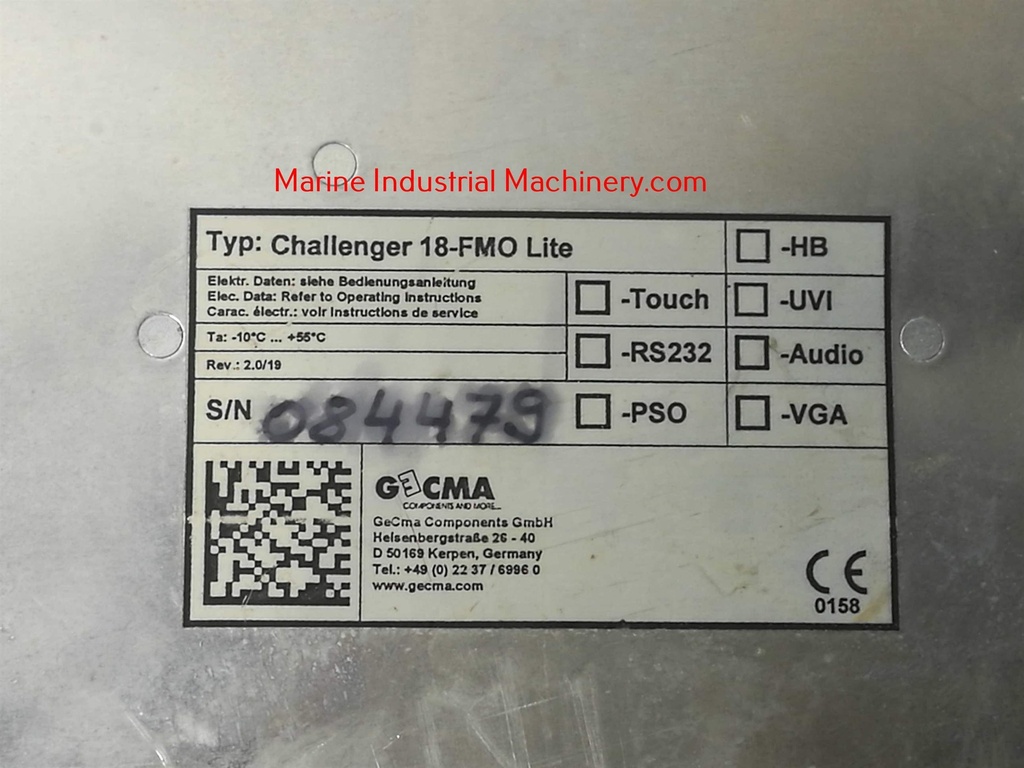 Marine Industrial Machinery.com
Typ: Challenger 18-FMO Lite
-HB
Elektr. Daten: siehe Bedienungsanleitung
Elec. Data: Refer to Operating Instructions
Carac. électr.: voir Instructions de service
-Touch
-UVI
Ta: -10°C ... +55°C
Rev.: 2.0/19
-RS232
-Audio
S/N 084479
-PSO
-VGA
GECMA
COMPONENTS AND MORE...
GeCma Components GmbH
Heisenbergstraße 26 - 40
D 50169 Kerpen, Germany
Tel.: +49 (0) 22 37 / 6996 0
www.gecma.com
CE
0158